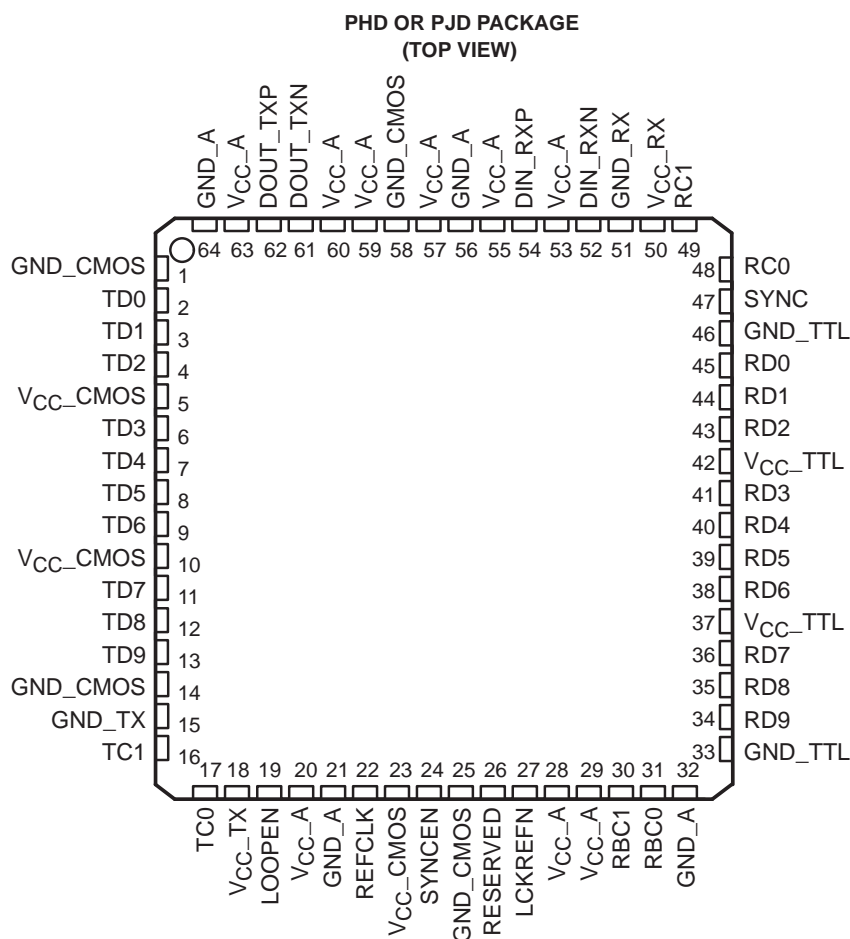 PHD OR PJD PACKAGE
(TOP VIEW)
GND_A
VCC_A
DOUT_TXP
DOUT_TXN
VCC_A
VCC_A
GND_CMOS
VCC_A
GND_A
VCC_A
DIN_RXP
VCC_A
DIN_RXN
GND_RX
VCC_RX
RC1
64 63 62 61 60 59 58 57 56 55 54 53 52 51 50 49
GND_CMOS 1
TD0 2
TD1 3
TD2 4
VCC_CMOS 5
TD3 6
TD4 7
TD5 8
TD6 9
VCC_CMOS 10
TD7 11
TD8 12
TD9 13
GND_CMOS 14
GND_TX 15
TC1 16
48 RC0
47 SYNC
46 GND_TTL
45 RD0
44 RD1
43 RD2
42 VCC_TTL
41 RD3
40 RD4
39 RD5
38 RD6
37 VCC_TTL
36 RD7
35 RD8
34 RD9
33 GND_TTL
17 18 19 20 21 22 23 24 25 26 27 28 29 30 31 32
TC0
VCC_TX
LOOPEN
VCC_A
GND_A
REFCLK
VCC_CMOS
SYNCEN
GND_CMOS
RESERVED
LCKREFN
VCC_A
VCC_A
RBC1
RBC0
GND_A